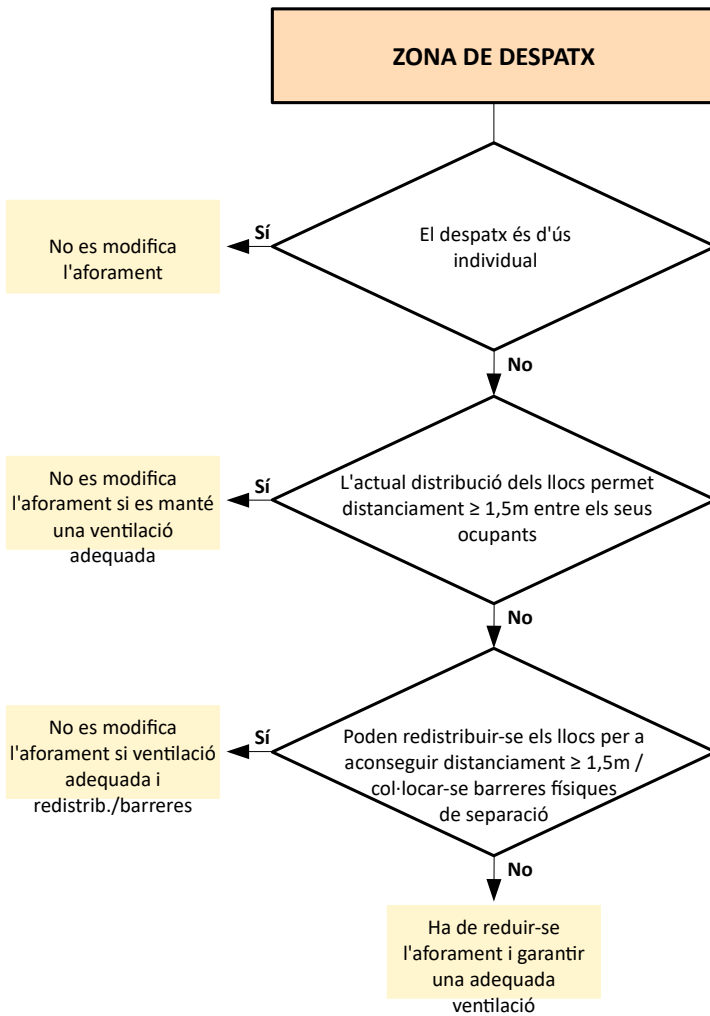 ZONA DE DESPATX
El despatx és d'ús
individual
Sí
No es modifica
l'aforament
No
L'actual distribució dels llocs permet
distanciament ≥ 1,5m entre els seus
ocupants
Sí
No es modifica
l'aforament si es manté
una ventilació
adequada
No
Poden redistribuir-se els llocs per a
aconseguir distanciament ≥ 1,5m /
col·locar-se barreres físiques
de separació
Sí
No es modifica
l'aforament si ventilació
adequada i
redistrib./barreres
No
Ha de reduir-se
l'aforament i garantir
una adequada
ventilació